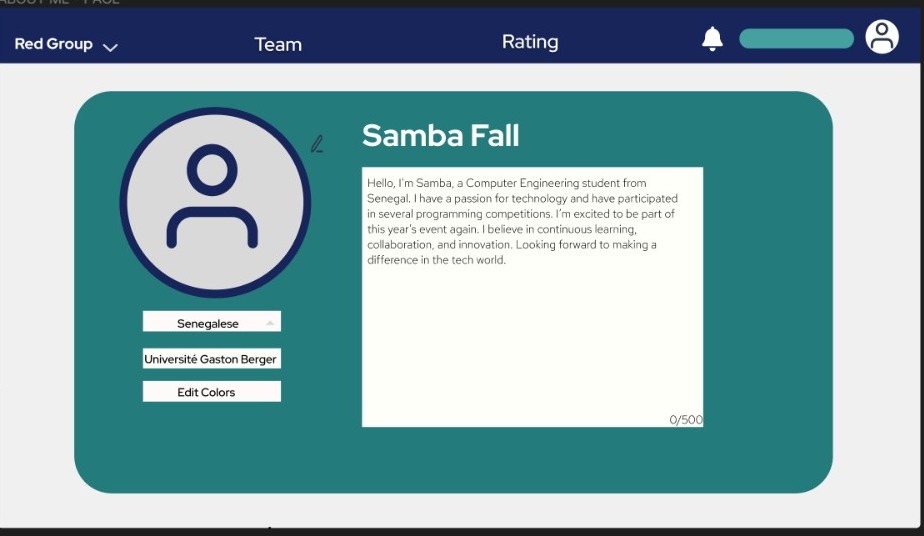 ABOUT ME - PAGE
Red Group
Team
Rating
Samba Fall
Hello, I'm Samba, a Computer Engineering student from
Senegal. I have a passion for technology and have participated
in several programming competitions. I'm excited to be part of
this year's event again. I believe in continuous learning,
collaboration, and innovation. Looking forward to making a
difference in the tech world.
0/500
Senegalese
Université Gaston Berger
Edit Colors